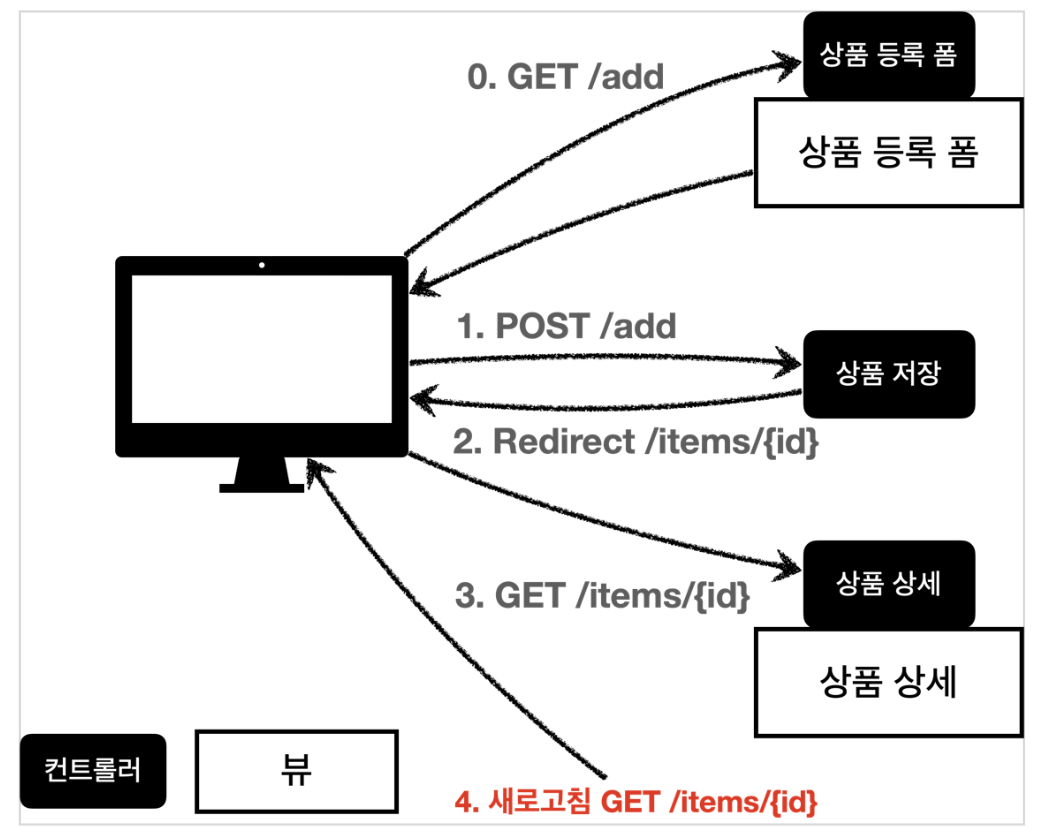 상품 등록 폼
0. GET /add
상품 등록 폼
1. POST /add
상품 저장
2. Redirect /items/{id}
상품 상세
3. GET /items/{id}
상품 상세
컨트롤러
뷰
4. 새로고침 GET /items/{id}